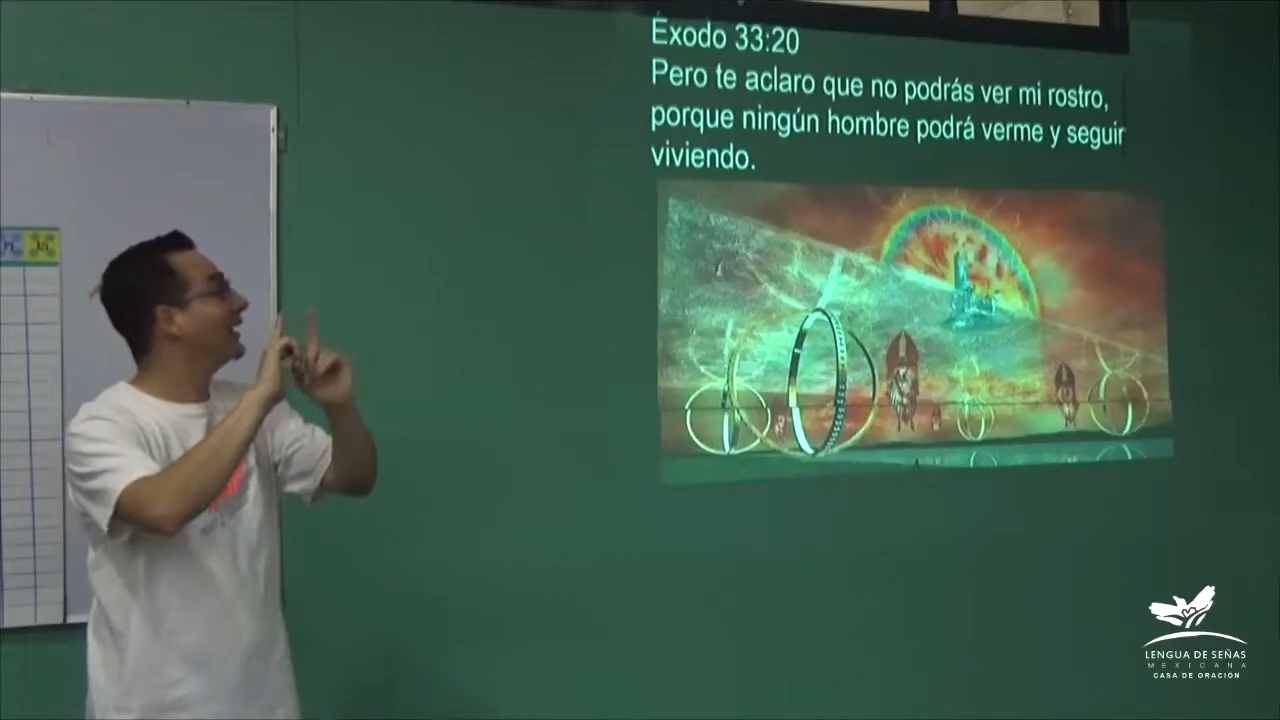 Éxodo 33:20
Pero te aclaro que no podrás ver mi rostro,
porque ningún hombre podrá verme y seguir
viviendo.
LENGUA DE SEÑAS
MEXICANA
CASA DE ORACIÓN